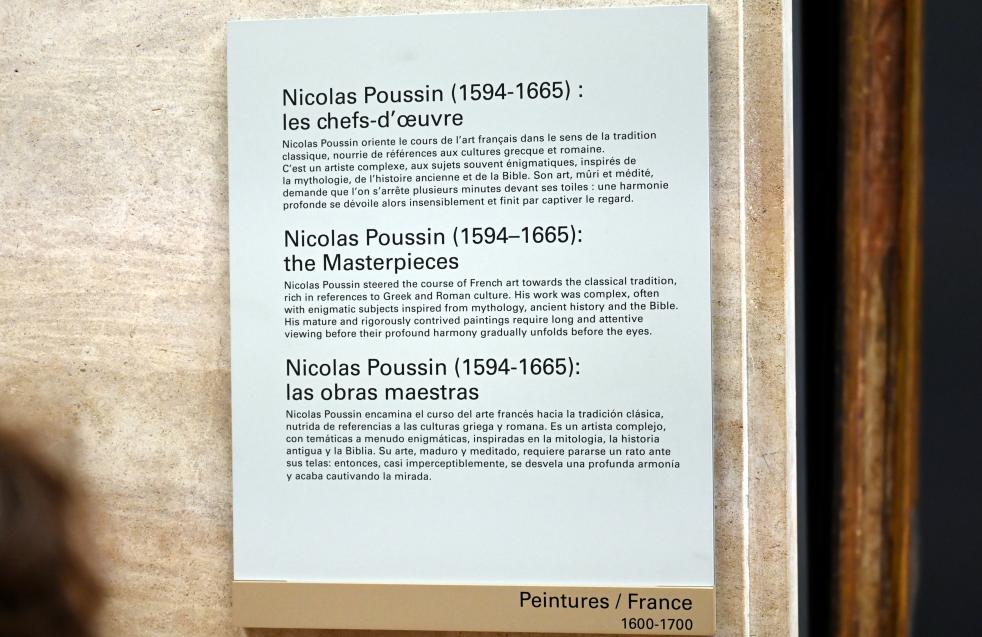 Nicolas Poussin (1594-1665) :
les chefs-d’œuvre
Nicolas Poussin oriente le cours de l’art français dans le sens de la tradition
classique, nourrie de références aux cultures grecque et romaine.
C’est un artiste complexe, aux sujets souvent énigmatiques, inspirés de
la mythologie, de l’histoire ancienne et de la Bible. Son art, mûri et médité,
demande que l’on s’arrête plusieurs minutes devant ses toiles : une harmonie
profonde se dévoile alors insensiblement et finit par captiver le regard.
Nicolas Poussin (1594–1665):
the Masterpieces
Nicolas Poussin steered the course of French art towards the classical tradition,
rich in references to Greek and Roman culture. His work was complex, often
with enigmatic subjects inspired from mythology, ancient history and the Bible.
His mature and rigorously contrived paintings require long and attentive
viewing before their profound harmony gradually unfolds before the eyes.
Nicolas Poussin (1594-1665):
las obras maestras
Nicolas Poussin encamina el curso del arte francés hacia la tradición clásica,
nutrida de referencias a las culturas griega y romana. Es un artista complejo,
con temáticas a menudo enigmáticas, inspiradas en la mitología, la historia
antigua y la Biblia. Su arte, maduro y meditado, requiere pararse un rato ante
sus telas: entonces, casi imperceptiblemente, se desvela una profunda armonía
y acaba cautivando la mirada.
Peintures / France
1600-1700